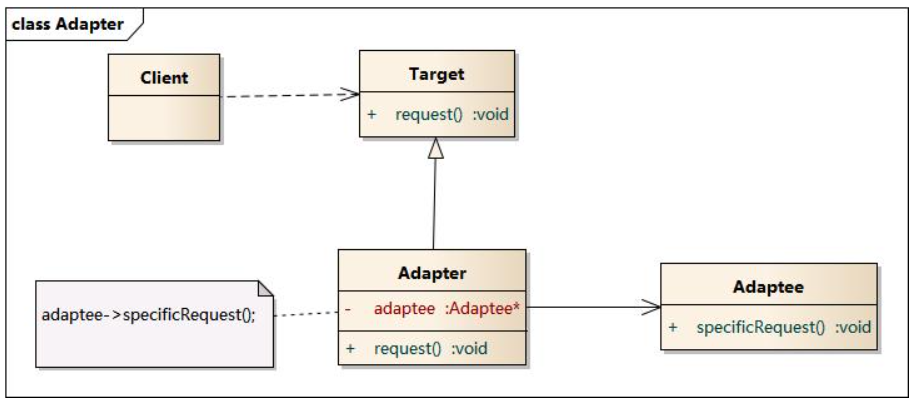 class Adapter
Client
Target
+ request() :void
Adapter
- adaptee :Adaptee*
+ request() :void
adaptee->specificRequest();
Adaptee
+ specificRequest() :void